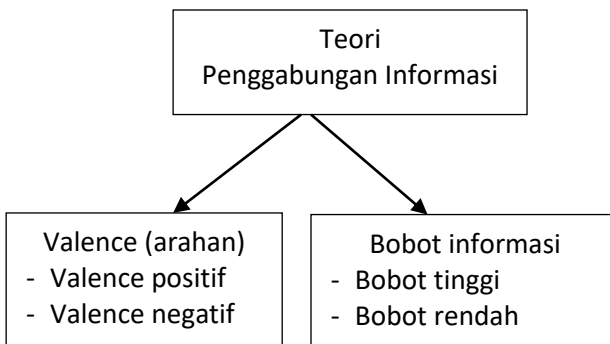 Teori
Penggabungan Informasi
Valence (arahan)
- Valence positif
- Valence negatif
Bobot informasi
- Bobot tinggi
- Bobot rendah